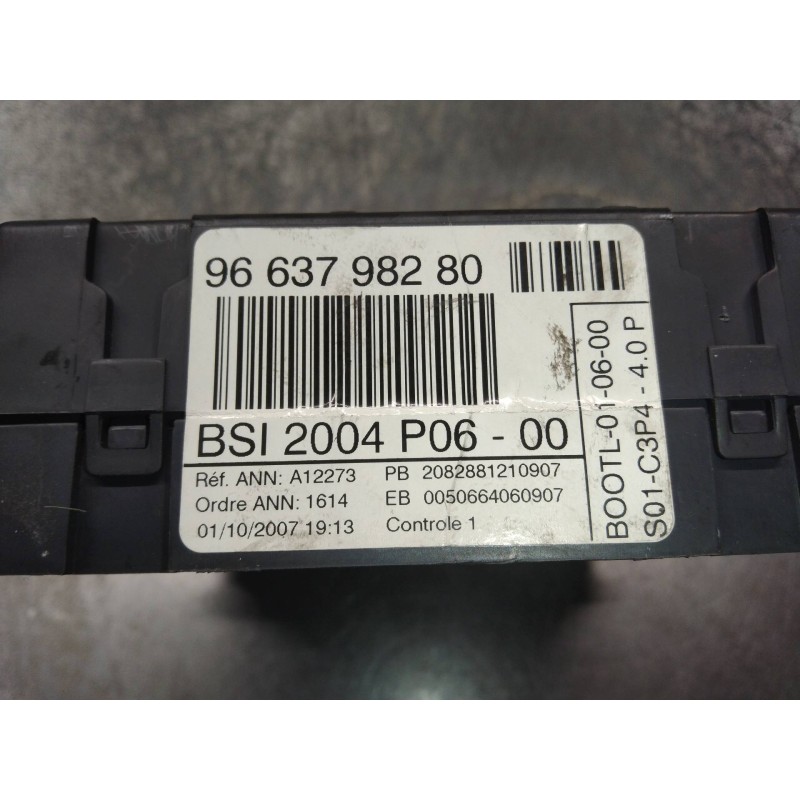 96 637 982 80
BSI 2004 P06 - 00
Réf. ANN: A12273 PB 2082881210907
Ordre ANN: 1614 EB 0050664060907
01/10/2007 19:13 Controle 1
BOOTL-01-06-00
S01-C3P4 - 4.0 P